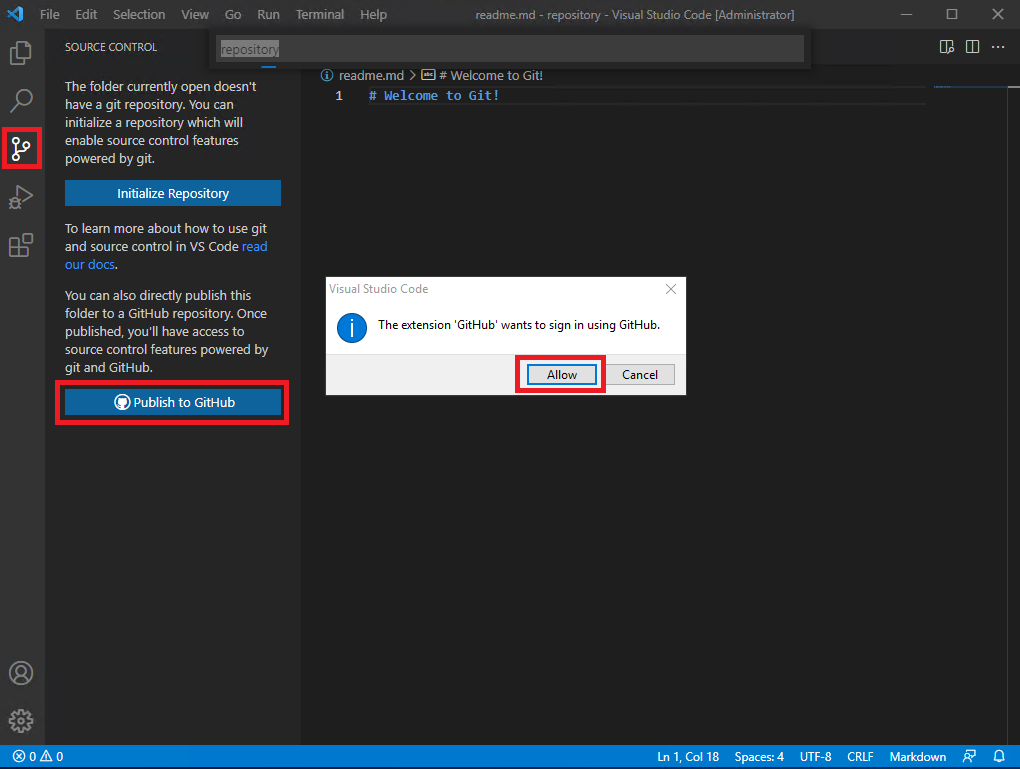 File Edit Selection View Go Run Terminal Help readme.md - repository - Visual Studio Code [Administrator]
SOURCE CONTROL
repository
The folder currently open doesn't
have a git repository. You can
initialize a repository which will
enable source control features
powered by git.
Initialize Repository
To learn more about how to use git
and source control in VS Code read
our docs.
You can also directly publish this
folder to a GitHub repository. Once
published, you'll have access to
source control features powered by
git and GitHub.
Publish to GitHub
readme.md > # Welcome to Git!
1 # Welcome to Git!
Visual Studio Code
The extension 'GitHub' wants to sign in using GitHub.
Allow Cancel
0 0 Ln 1, Col 18 Spaces: 4 UTF-8 CRLF Markdown